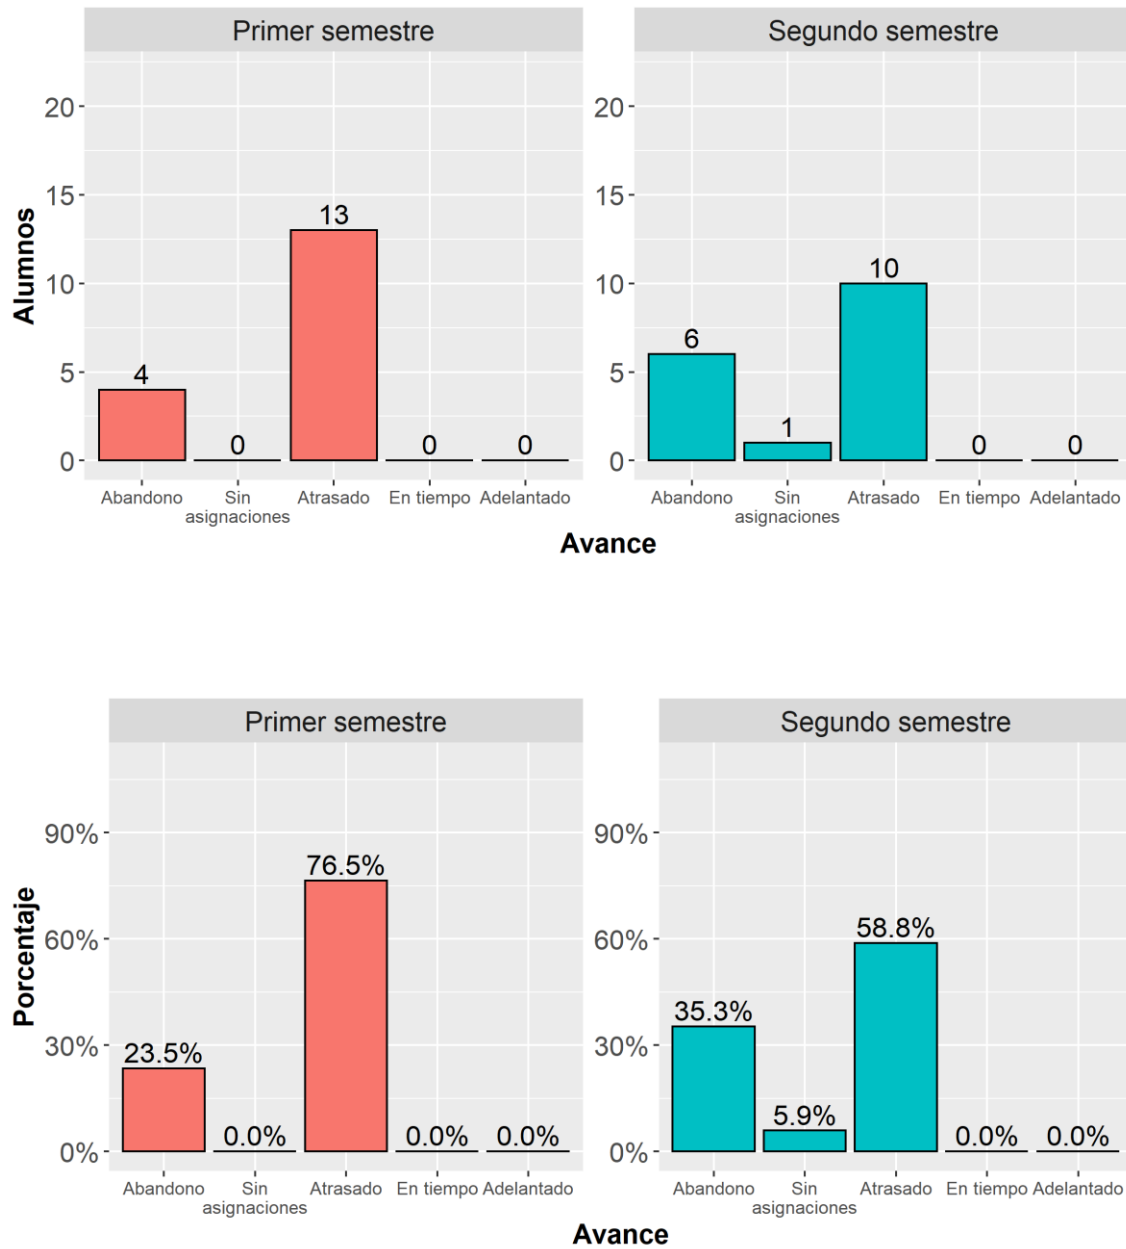 Primer semestre
Segundo semestre
Alumnos
20
15
10
5
0
13
4
0
0
0
20
15
10
5
0
6
1
10
0
0
Abandono
Sin
asignaciones
Atrasado
En tiempo
Adelantado
Abandono
Sin
asignaciones
Atrasado
En tiempo
Adelantado
Avance
Primer semestre
Segundo semestre
Porcentaje
90%
60%
30%
0%
23.5%
0.0%
76.5%
0.0%
0.0%
90%
60%
30%
0%
35.3%
5.9%
58.8%
0.0%
0.0%
Abandono
Sin
asignaciones
Atrasado
En tiempo
Adelantado
Abandono
Sin
asignaciones
Atrasado
En tiempo
Adelantado
Avance